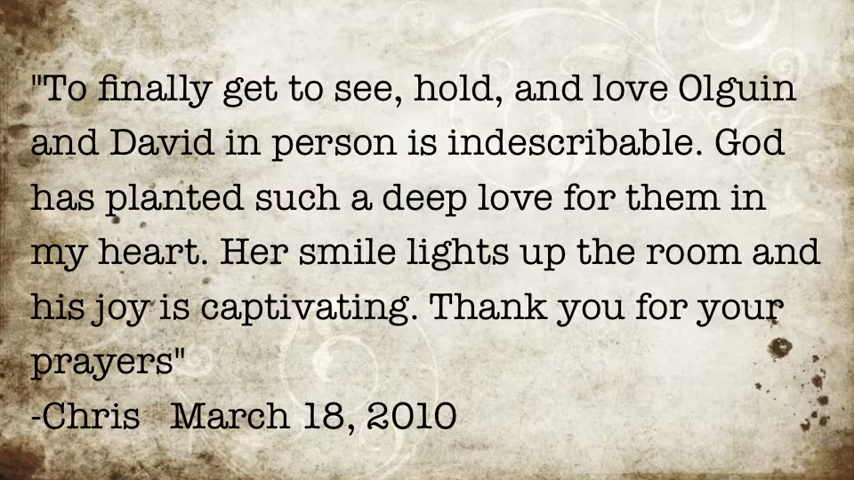 "To finally get to see, hold, and love Olguin
and David in person is indescribable. God
has planted such a deep love for them in
my heart. Her smile lights up the room and
his joy is captivating. Thank you for your
prayers"
-Chris   March 18, 2010